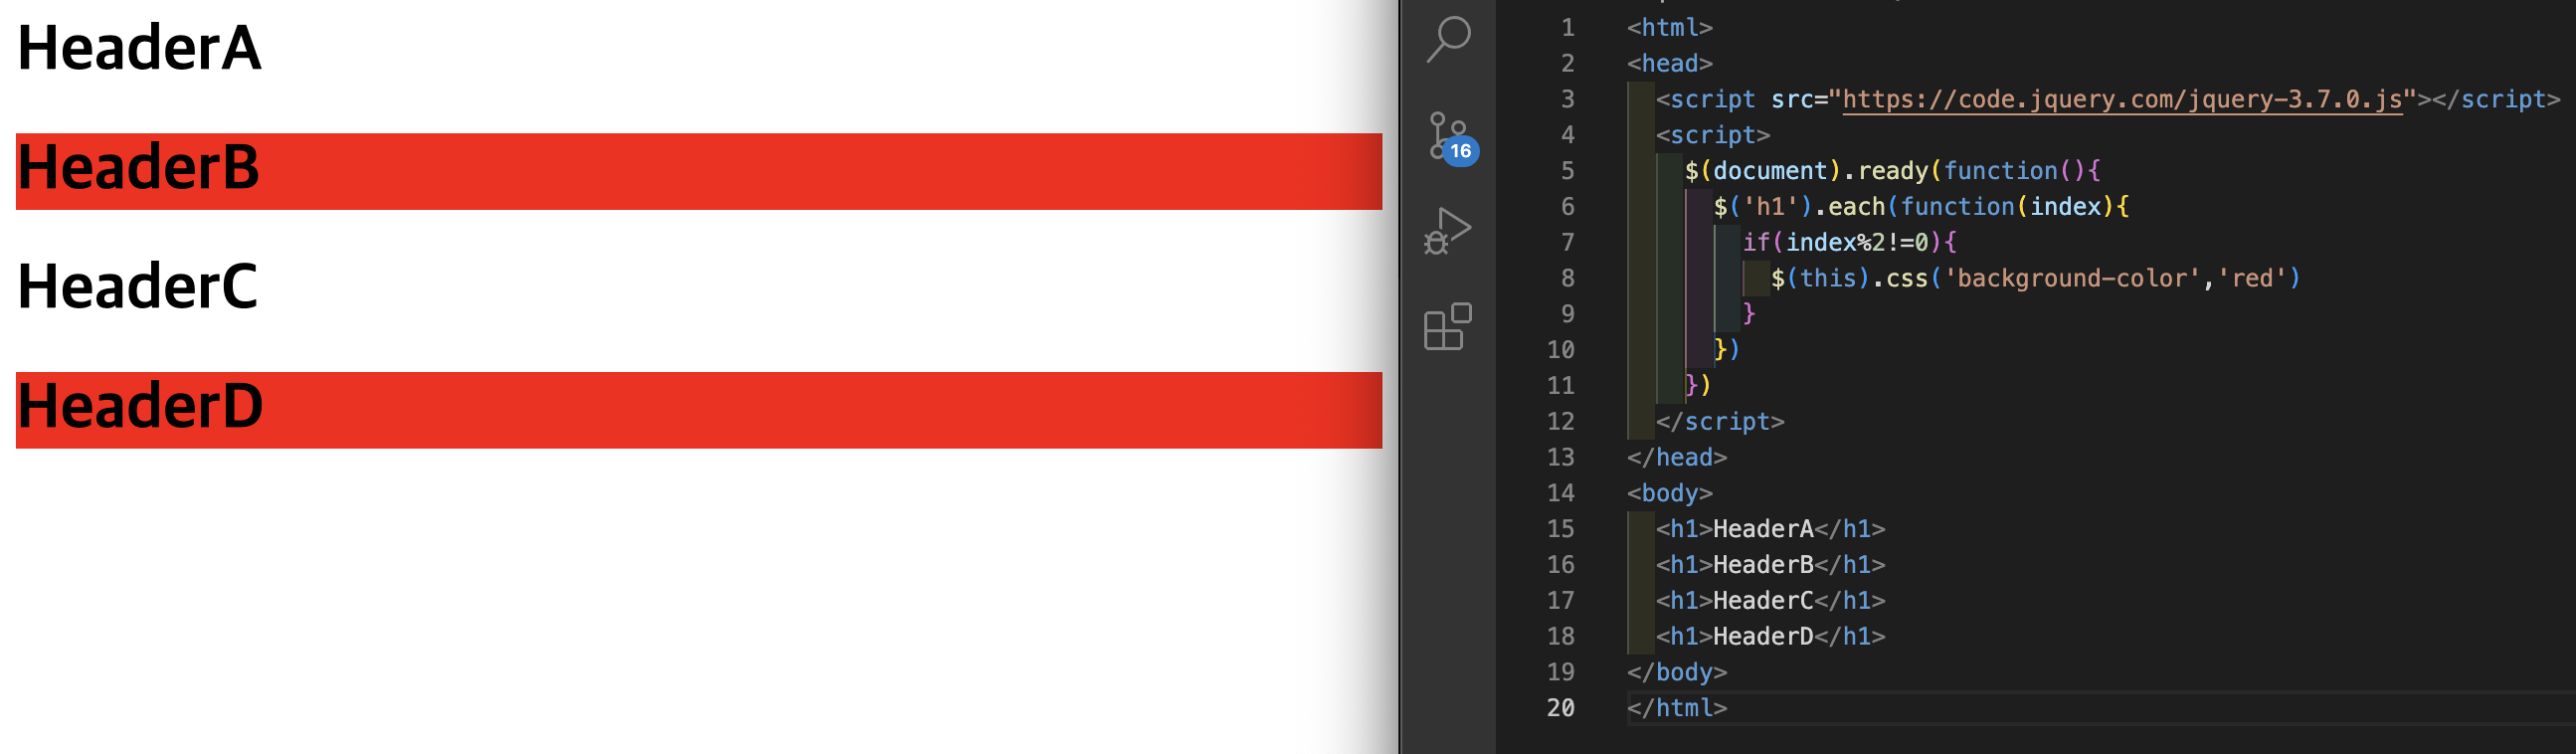 HeaderA
HeaderB
HeaderC
HeaderD
16
1 <html>
2 <head>
3 <script src="https://code.jquery.com/jquery-3.7.0.js"></script>
4 <script>
5 $(document).ready(function(){
6 $('h1').each(function(index){
7 if(index%2!=0){
8 $(this).css('background-color','red')
9 }
10 })
11 })
12 </script>
13 </head>
14 <body>
15 <h1>HeaderA</h1>
16 <h1>HeaderB</h1>
17 <h1>HeaderC</h1>
18 <h1>HeaderD</h1>
19 </body>
20 </html>